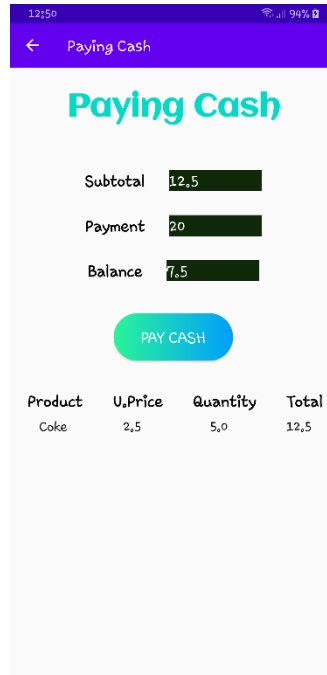 12:50 94%
Paying Cash
Paying Cash
Subtotal 12.5
Payment 20
Balance 7.5
PAY CASH
Product U.Price Quantity Total
Coke 2.5 5.0 12.5